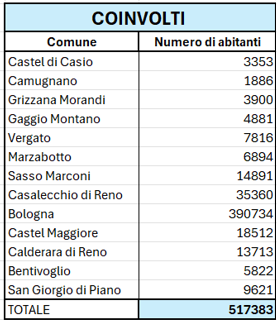 COINVOLTI
Comune Numero di abitanti
Castel di Casio 3353
Camugnano 1886
Grizzana Morandi 3900
Gaggio Montano 4881
Vergato 7816
Marzabotto 6894
Sasso Marconi 14891
Casalecchio di Reno 35360
Bologna 390734
Castel Maggiore 18512
Calderara di Reno 13713
Bentivoglio 5822
San Giorgio di Piano 9621
TOTALE 517383